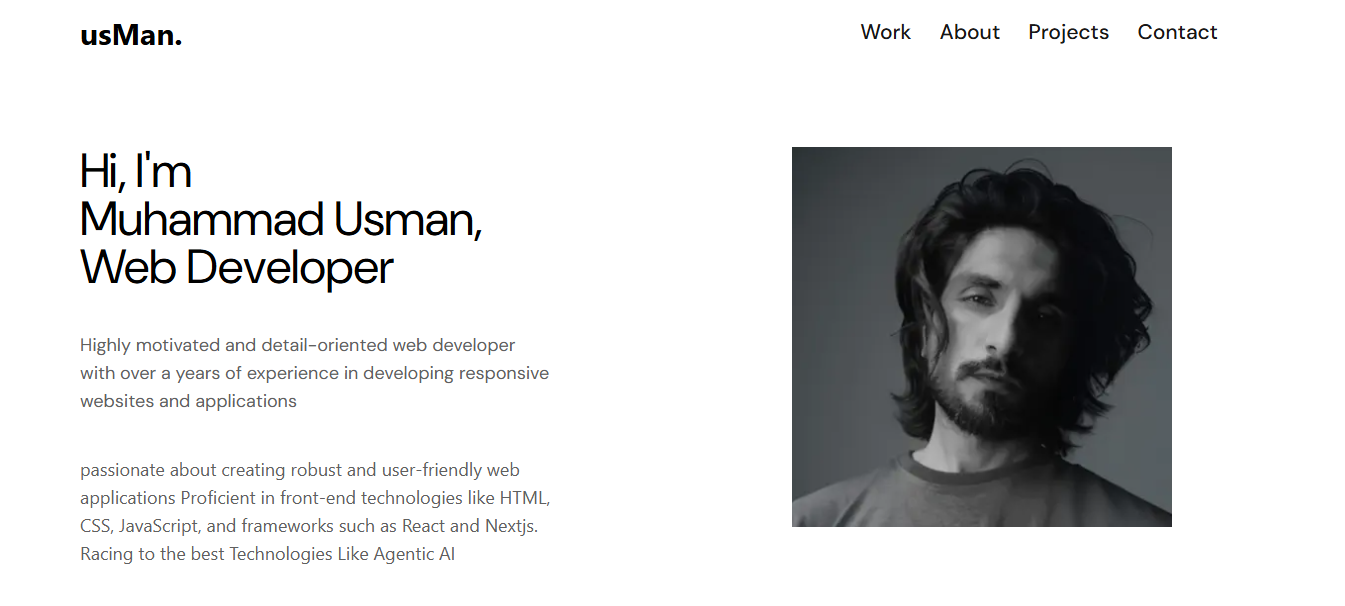 usMan.
Work About Projects Contact
Hi, I'm
Muhammad Usman,
Web Developer
Highly motivated and detail-oriented web developer
with over a years of experience in developing responsive
websites and applications
passionate about creating robust and user-friendly web
applications Proficient in front-end technologies like HTML,
CSS, JavaScript, and frameworks such as React and Nextjs.
Racing to the best Technologies Like Agentic AI